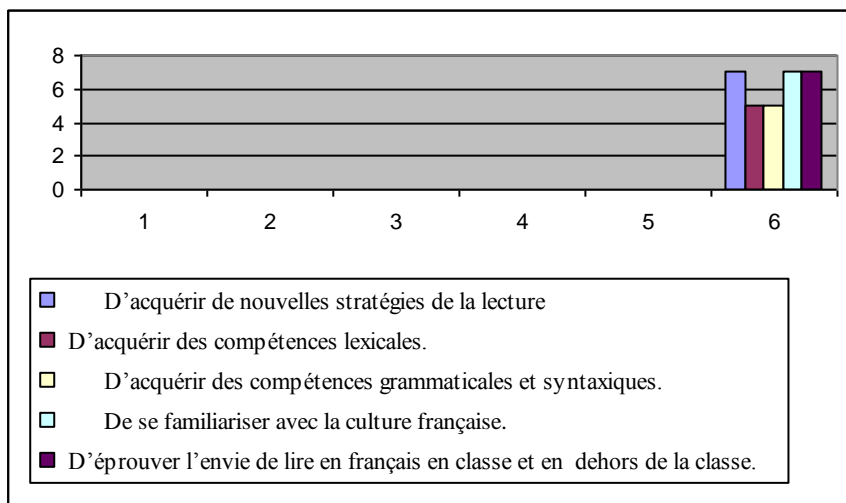 8
6
4
2
0
1 2 3 4 5 6
D’acquérir de nouvelles stratégies de la lecture
D’acquérir des compétences lexicales.
D’acquérir des compétences grammaticales et syntaxiques.
De se familiariser avec la culture française.
D’éprouver l’envie de lire en français en classe et en dehors de la classe.